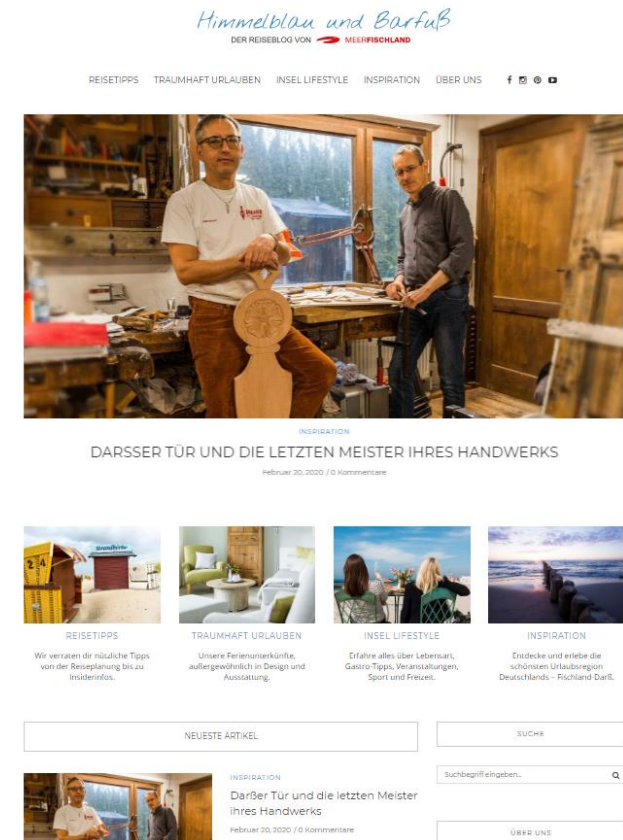 Himmelblau und Barfuß
DER REISEBLOG VON MEERFISCHLAND
REISETIPPS TRAUMHAFT URLAUBEN INSEL LIFESTYLE INSPIRATION ÜBER UNS
INSPIRATION
DARSSER TÜR UND DIE LETZTEN MEISTER IHRES HANDWERKS
Februar 20, 2020 / 0 Kommentare
Strandkörbe
24
REISETIPPS
Wir verraten dir nützliche Tipps
von der Reiseplanung bis zu
Insiderinfos.
TRAUMHAFT URLAUBEN
Unsere Ferienunterkünfte,
außergewöhnlich in Design und
Ausstattung.
INSEL LIFESTYLE
Erfahre alles über Lebensart,
Gastro-Tipps, Veranstaltungen,
Sport und Freizeit.
INSPIRATION
Entdecke und erlebe die
schönsten Urlaubsregion
Deutschlands – Fischland-Darß.
NEUESTE ARTIKEL
INSPIRATION
Darßer Tür und die letzten Meister
ihres Handwerks
Februar 20, 2020 / 0 Kommentare
SUCHE
Suchbegriff eingeben...
ÜBER UNS